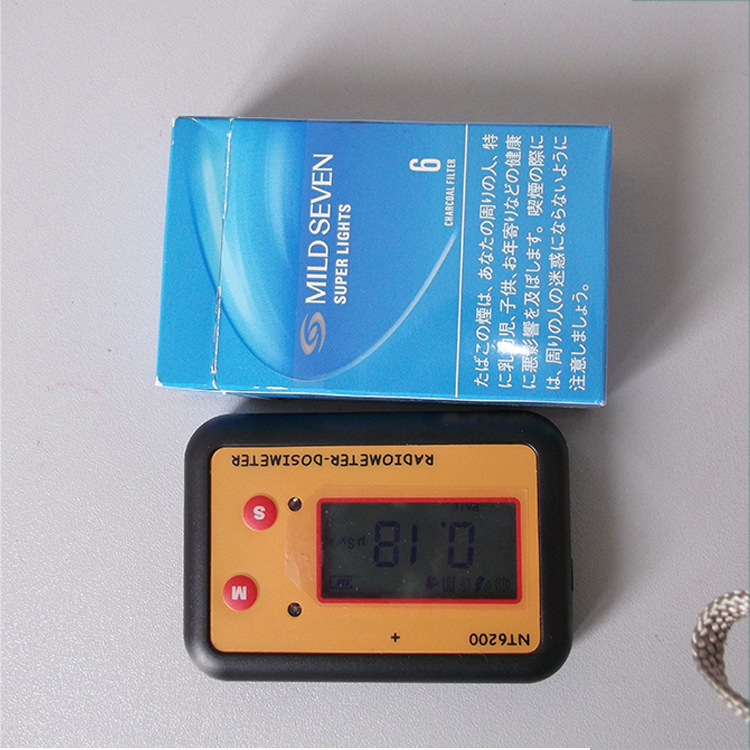 MILD SEVEN
SUPER LIGHTS
6
CHARCOAL FILTER
たばこの煙は、あなたの周りの人、特
に乳幼児、子供、お年寄りなどの健康
に悪影響を及ぼします。喫煙の際に
は、周りの人の迷惑にならないように
注意しましょう。
NT6200
+
0.18 μSv/h
RATE
M
S
RADIOMETER-DOSIMETER